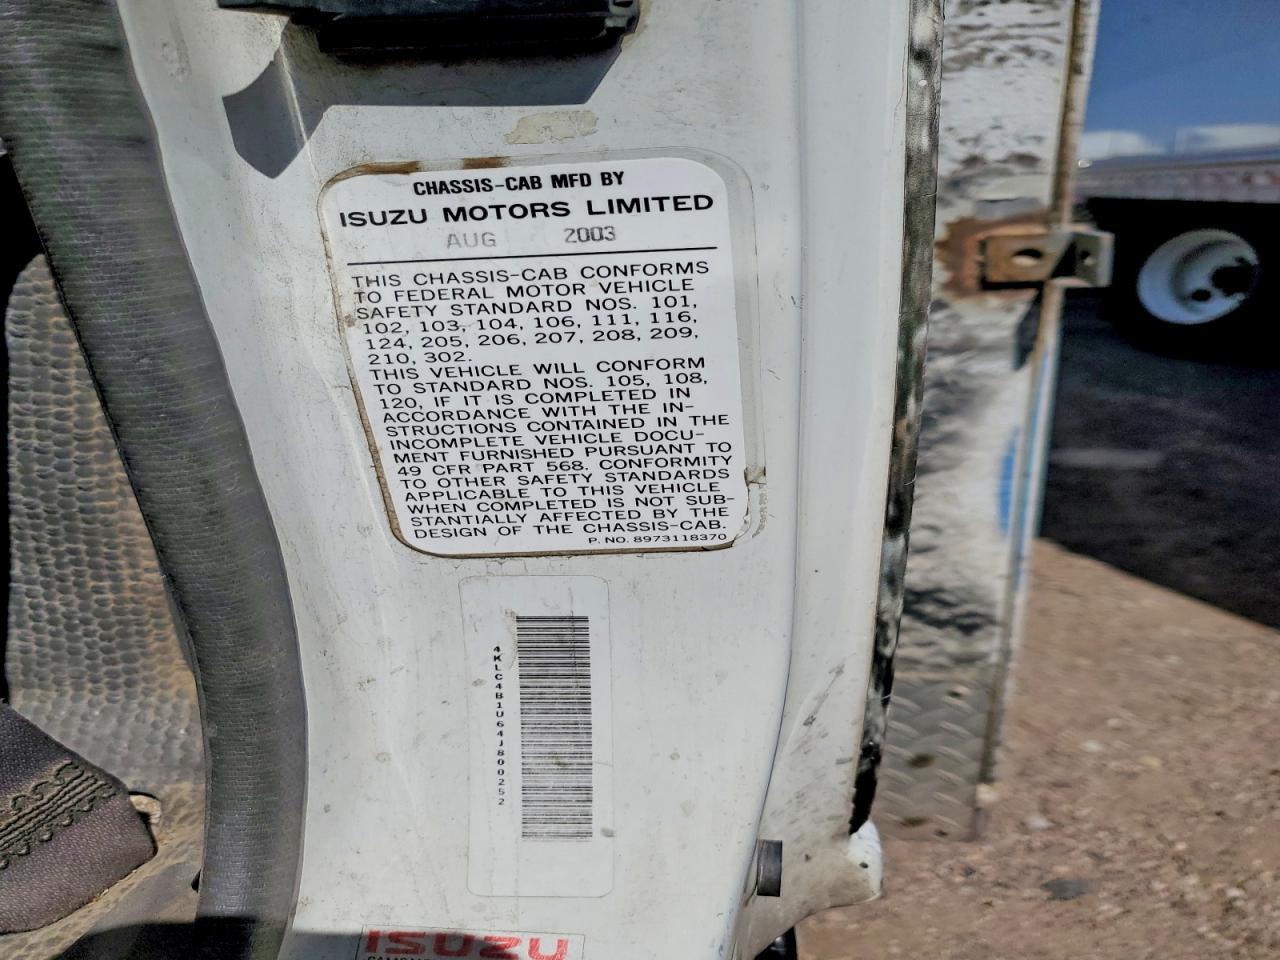 CHASSIS-CAB MFD BY
ISUZU MOTORS LIMITED
AUG 2003
THIS CHASSIS-CAB CONFORMS
TO FEDERAL MOTOR VEHICLE
SAFETY STANDARD NOS. 101,
102, 103, 104, 106, 111, 116,
124, 205, 206, 207, 208, 209,
210, 302.
THIS VEHICLE WILL CONFORM
TO STANDARD NOS. 105, 108,
120, IF IT IS COMPLETED IN
ACCORDANCE WITH THE IN-
STRUCTIONS CONTAINED IN THE
INCOMPLETE VEHICLE DOCU-
MENT FURNISHED PURSUANT TO
49 CFR PART 568. CONFORMITY
TO OTHER SAFETY STANDARDS
APPLICABLE TO THIS VEHICLE
WHEN COMPLETED IS NOT SUB-
STANTIALLY AFFECTED BY THE
DESIGN OF THE CHASSIS-CAB.
P. NO. 8973118370
4KLC4B1U64J800252
ISUZU